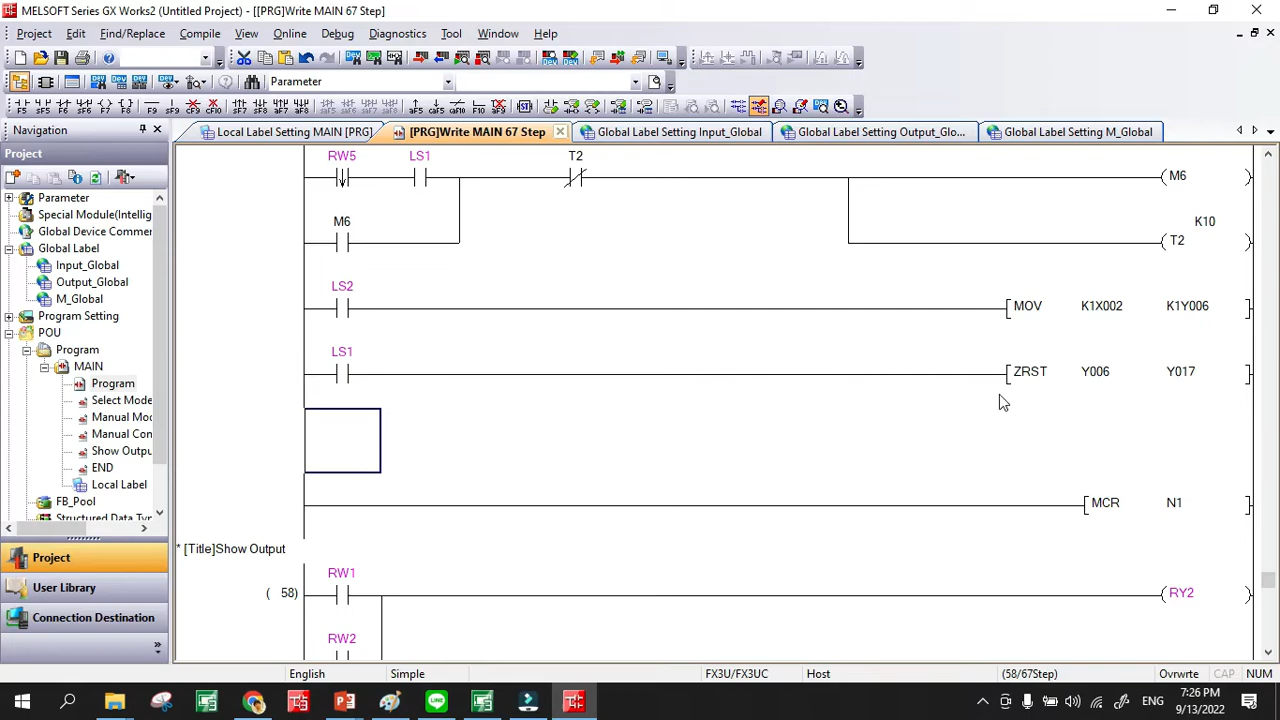 MELSOFT Series GX Works2 (Untitled Project) - [[PRG]Write MAIN 67 Step]
Project Edit Find/Replace Compile View Online Debug Diagnostics Tool Window Help
Parameter
Navigation
Local Label Setting MAIN [PRG] [PRG]Write MAIN 67 Step Global Label Setting Input_Global Global Label Setting Output_Glo... Global Label Setting M_Global
Project
Parameter
Special Module(Intellig
Global Device Commer
Global Label
Input_Global
Output_Global
M_Global
Program Setting
POU
Program
MAIN
Program
Select Mode
Manual Mo
Manual Con
Show Outpu
END
Local Label
FB_Pool
Structured Data Typ
Project
User Library
Connection Destination
RW5 LS1 T2
M6
M6
K10
T2
LS2
MOV K1X002 K1Y006
LS1
ZRST Y006 Y017
MCR N1
* [Title]Show Output
RW1
( 58) RY2
RW2
English Simple FX3U/FX3UC Host (58/67Step) Ovrwrte CAP NUM
ENG
7:26 PM
9/13/2022